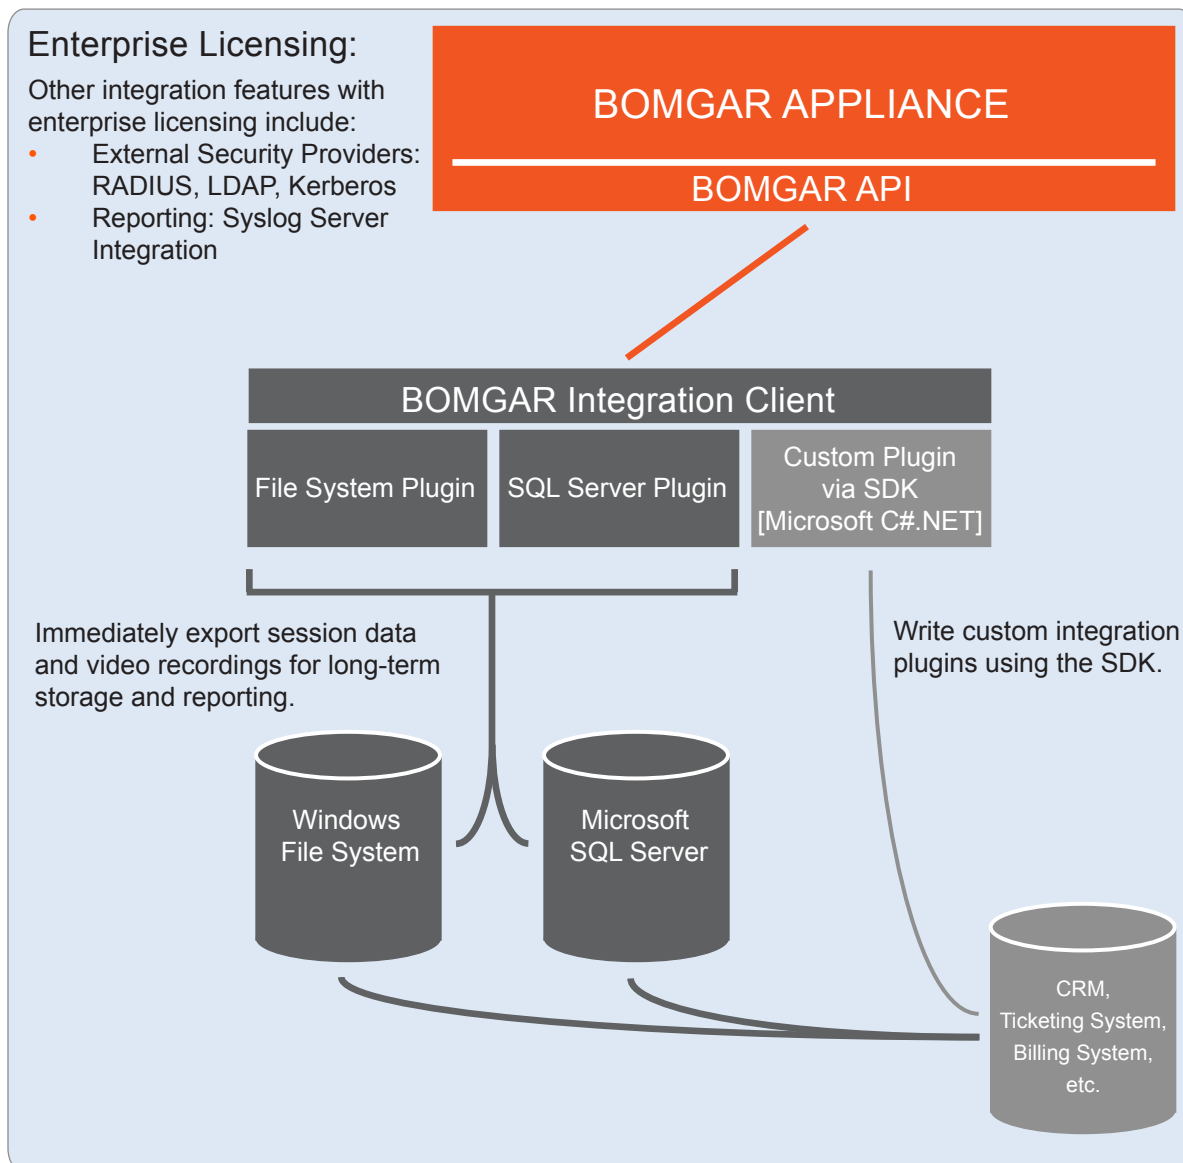 Enterprise Licensing:
Other integration features with
enterprise licensing include:
• External Security Providers:
RADIUS, LDAP, Kerberos
• Reporting: Syslog Server
Integration
BOMGAR APPLIANCE
BOMGAR API
BOMGAR Integration Client
File System Plugin
SQL Server Plugin
Custom Plugin
via SDK
[Microsoft C#.NET]
Immediately export session data
and video recordings for long-term
storage and reporting.
Write custom integration
plugins using the SDK.
Windows
File System
Microsoft
SQL Server
CRM,
Ticketing System,
Billing System,
etc.